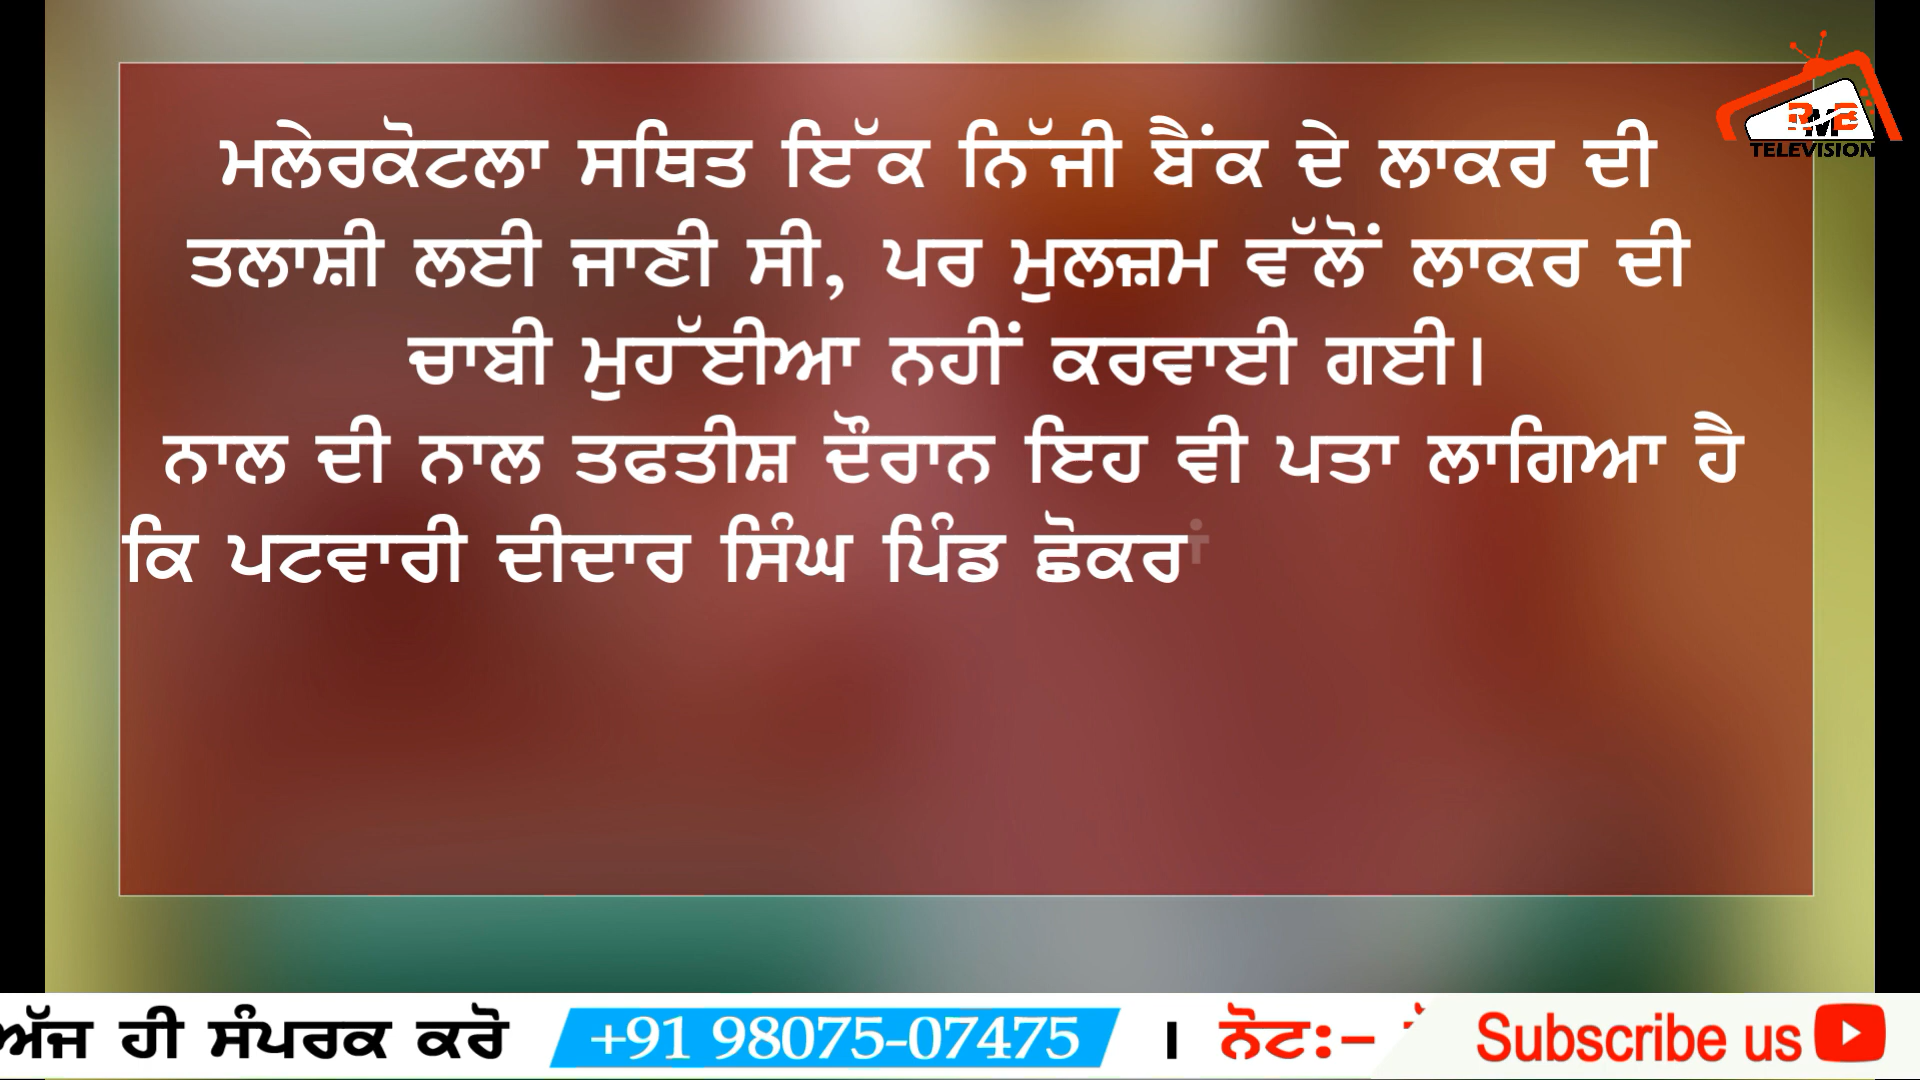 RMB
TELEVISION
ਮਲੇਰਕੋਟਲਾ ਸਥਿਤ ਇੱਕ ਨਿੱਜੀ ਬੈਂਕ ਦੇ ਲਾਕਰ ਦੀ
ਤਲਾਸ਼ੀ ਲਈ ਜਾਣੀ ਸੀ, ਪਰ ਮੁਲਜ਼ਮ ਵੱਲੋਂ ਲਾਕਰ ਦੀ
ਚਾਬੀ ਮੁਹੱਈਆ ਨਹੀਂ ਕਰਵਾਈ ਗਈ।
ਨਾਲ ਦੀ ਨਾਲ ਤਫਤੀਸ਼ ਦੌਰਾਨ ਇਹ ਵੀ ਪਤਾ ਲਾਗਿਆ ਹੈ
ਕਿ ਪਟਵਾਰੀ ਦੀਦਾਰ ਸਿੰਘ ਪਿੰਡ ਛੋਕਰਾਂ
ਅੱਜ ਹੀ ਸੰਪਰਕ ਕਰੋ +91 98075-07475 । ਨੋਟ:- Subscribe us